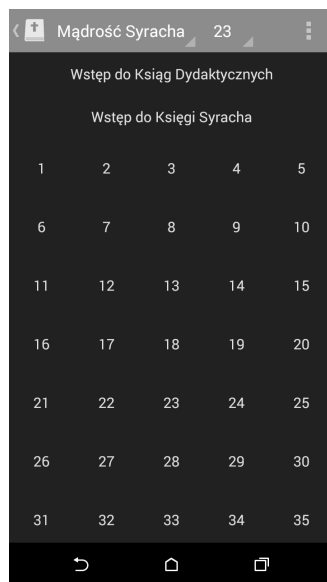 Mądrość Syracha 23
Wstęp do Ksiąg Dydaktycznych
Wstęp do Księgi Syracha
1 2 3 4 5
6 7 8 9 10
11 12 13 14 15
16 17 18 19 20
21 22 23 24 25
26 27 28 29 30
31 32 33 34 35